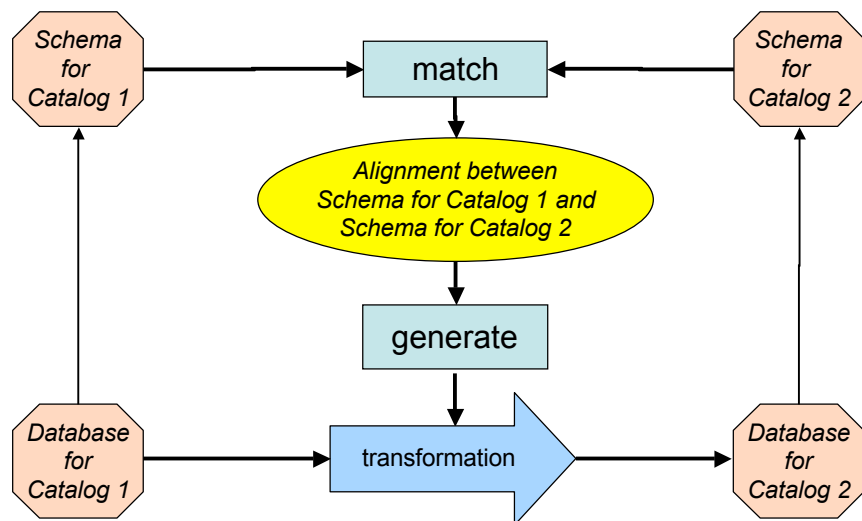 Schema
for
Catalog 1
match
Schema
for
Catalog 2
Alignment between
Schema for Catalog 1 and
Schema for Catalog 2
generate
Database
for
Catalog 1
transformation
Database
for
Catalog 2